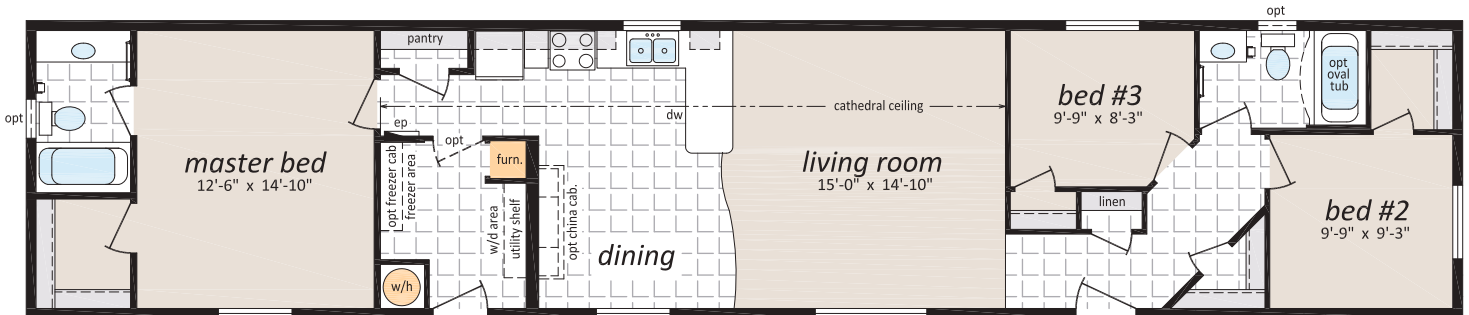 opt
pantry
opt
opt
oval
tub
bed #3
9'-9" x 8'-3"
cathedral ceiling
dw
opt
ep
opt
master bed
12'-6" x 14'-10"
furn.
living room
15'-0" x 14'-10"
opt freezer cab
freezer area
w/d area
utility shelf
opt china cab.
linen
bed #2
9'-9" x 9'-3"
dining
w/h